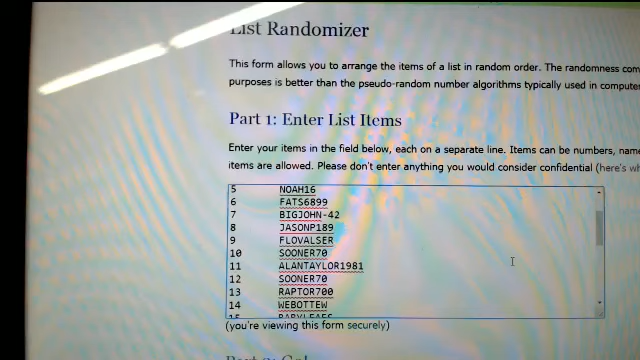 List Randomizer
This form allows you to arrange the items of a list in random order. The randomness com
purposes is better than the pseudo-random number algorithms typically used in compute
Part 1: Enter List Items
Enter your items in the field below, each on a separate line. Items can be numbers, nam
items are allowed. Please don't enter anything you would consider confidential (here's wh
5 NOAH16
6 FATS6899
7 BIGJOHN-42
8 JASONP189
9 FLOVALSER
10 SOONER70
11 ALANTAYLOR1981
12 SOONER70
13 RAPTOR700
14 WEBOTTEW
15
(you're viewing this form securely)